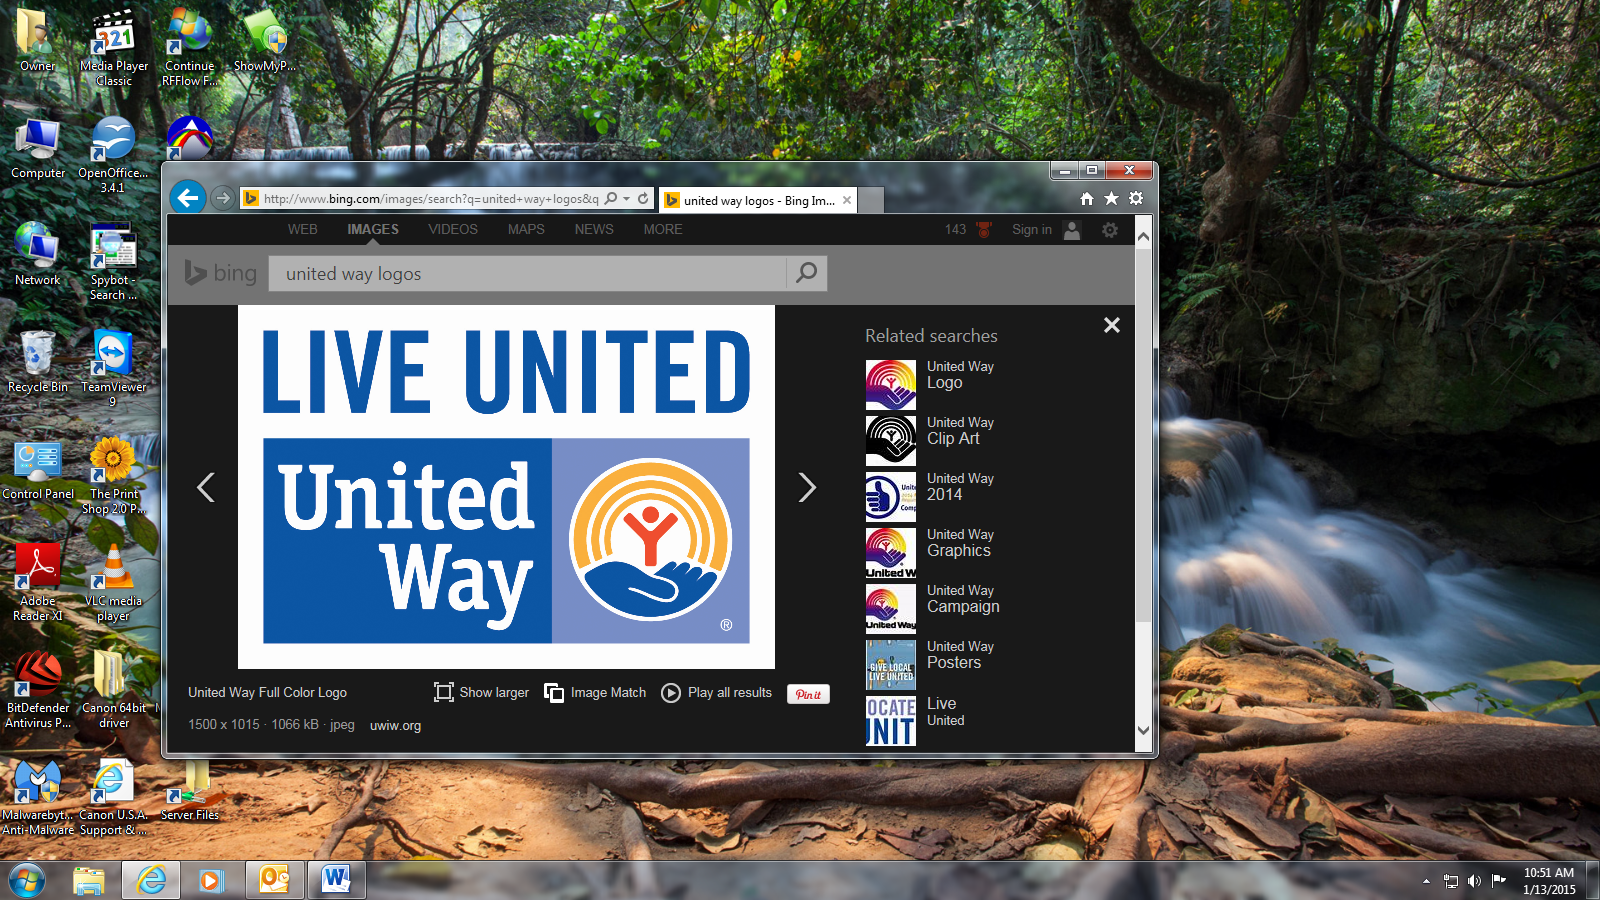 Owner
Media Player
Classic
Continue
RFFlow F...
ShowMyP...
Computer
OpenOffice...
3.4.1
Network
Spybot -
Search ...
Recycle Bin
TeamViewer
9
Control Panel
The Print
Shop 2.0 P...
Adobe
Reader XI
VLC media
player
BitDefender
Antivirus P...
Canon 64bit
driver
Malwarebyt...
Anti-Malware
Canon U.S.A.
Support & ...
Server Files
http://www.bing.com/images/search?q=united+way+logos&q
united way logos - Bing Im...
WEB IMAGES VIDEOS MAPS NEWS MORE
143 Sign in
bing
united way logos
LIVE UNITED
United
Way
®
Related searches
United Way
Logo
United Way
Clip Art
United Way
2014
United Way
Graphics
United Way
Campaign
United Way
Posters
GIVE LOCAL
LIVE UNITED
Live
United
OCATE
UNIT
United Way Full Color Logo
Show larger
Image Match
Play all results
Pin it
1500 x 1015 · 1066 kB · jpeg
uwiw.org
10:51 AM
1/13/2015